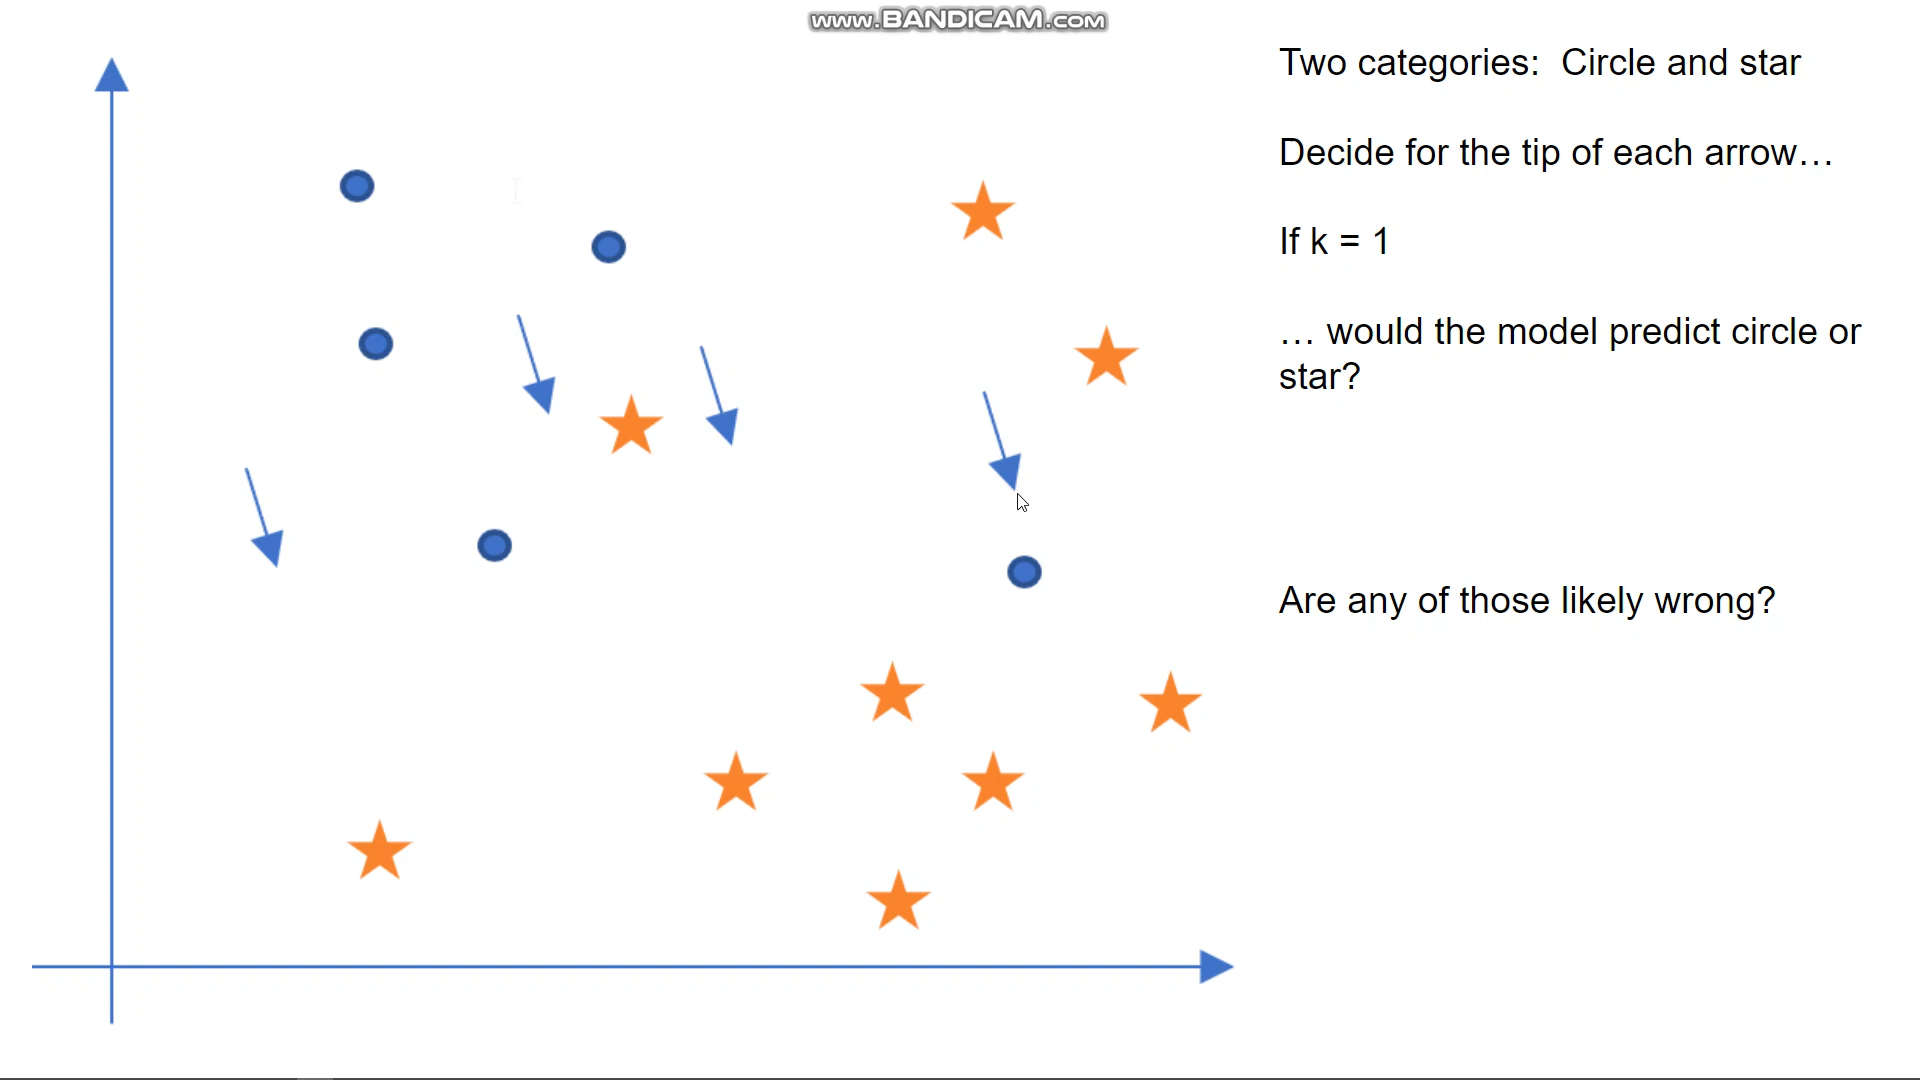 www.BANDICAM.com
Two categories:  Circle and star
Decide for the tip of each arrow…
If k = 1
… would the model predict circle or
star?
Are any of those likely wrong?